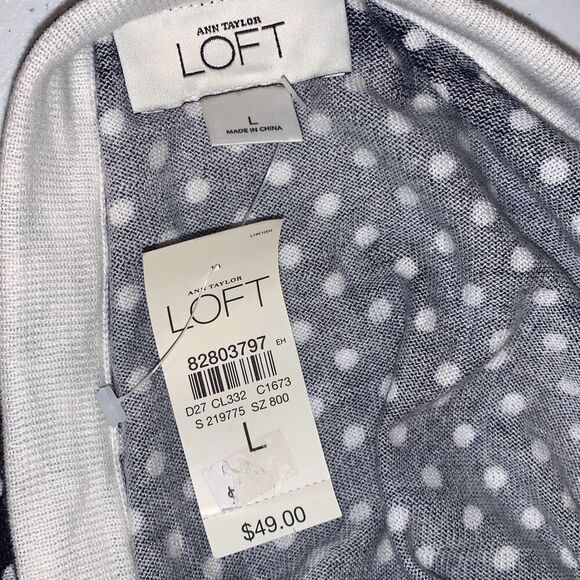 ANN TAYLOR
LOFT
L
MADE IN CHINA
ANN TAYLOR
LOFT
82803797 EH
D27 CL332 C1673
S 219775 SZ 800
L
$49.00